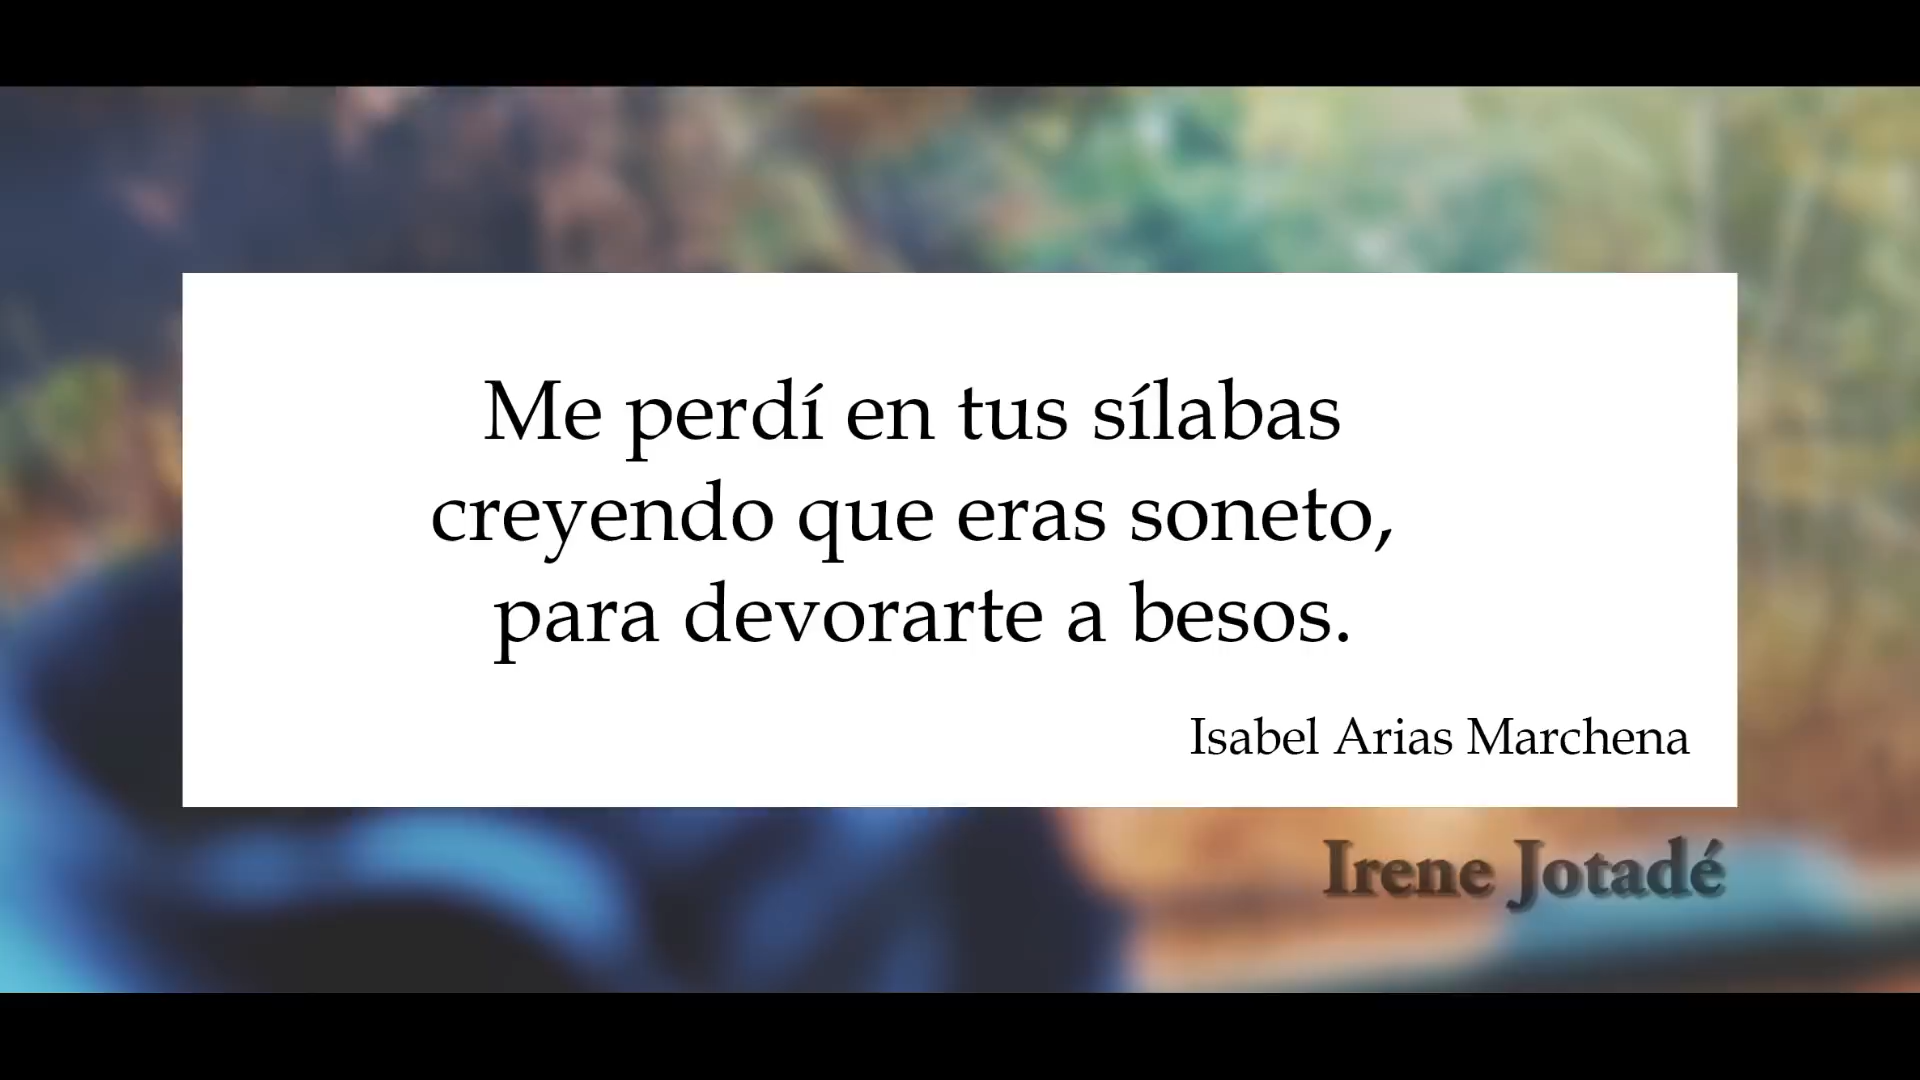 Me perdí en tus sílabas
creyendo que eras soneto,
para devorarte a besos.
Isabel Arias Marchena
Irene Jotadé